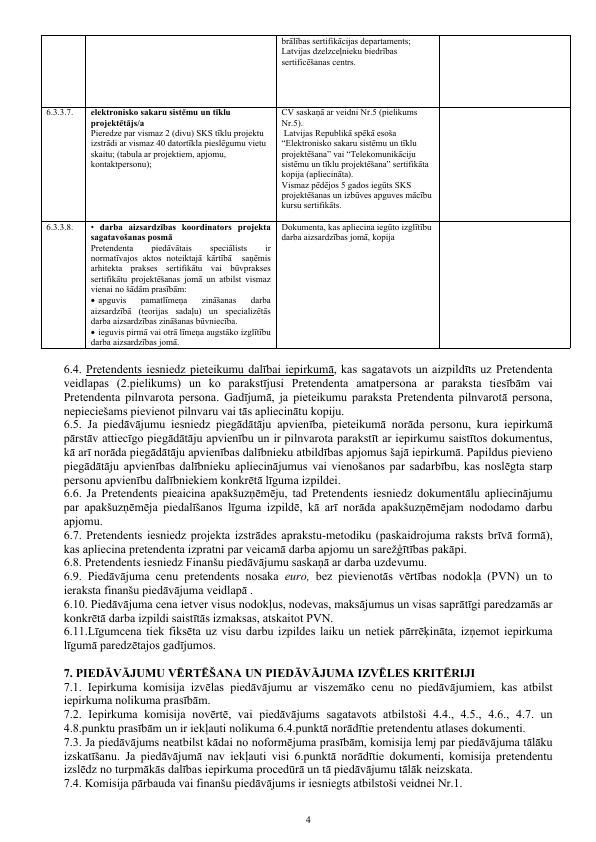 brālības sertifikācijas departaments;
Latvijas dzelzceļnieku biedrības
sertificēšanas centrs.
6.3.3.7.
elektronisko sakaru sistēmu un tīklu
projektētājs/a
Pieredze par vismaz 2 (divu) SKS tīklu projektu
izstrādi ar vismaz 40 datortīkla pieslēgumu vietu
skaitu; (tabula ar projektiem, apjomu,
kontaktpersonu);
CV saskaņā ar veidni Nr.5 (pielikums
Nr.5).
Latvijas Republikā spēkā esoša
“Elektronisko sakaru sistēmu un tīklu
projektēšana” vai “Telekomunikāciju
sistēmu un tīklu projektēšana” sertifikāta
kopija (apliecināta).
Vismaz pēdējos 5 gados iegūts SKS
projektēšanas un izbūves apguves mācību
kursu sertifikāts.
6.3.3.8.
• darba aizsardzības koordinators projekta
sagatavošanas posmā
Pretendenta piedāvātais speciālists ir
normatīvajos aktos noteiktajā kārtībā saņēmis
arhitekta prakses sertifikātu vai būvprakses
sertifikātu projektēšanas jomā un atbilst vismaz
vienai no šādām prasībām:
• apguvis pamatlīmeņa zināšanas darba
aizsardzībā (teorijas sadaļu) un specializētās
darba aizsardzības zināšanas būvniecība.
• ieguvis pirmā vai otrā līmeņa augstāko izglītību
darba aizsardzības jomā.
Dokumenta, kas apliecina iegūto izglītību
darba aizsardzības jomā, kopija
6.4. Pretendents iesniedz pieteikumu dalībai iepirkumā, kas sagatavots un aizpildīts uz Pretendenta
veidlapas (2.pielikums) un ko parakstījusi Pretendenta amatpersona ar paraksta tiesībām vai
Pretendenta pilnvarota persona. Gadījumā, ja pieteikumu paraksta Pretendenta pilnvarotā persona,
nepieciešams pievienot pilnvaru vai tās apliecinātu kopiju.
6.5. Ja piedāvājumu iesniedz piegādātāju apvienība, pieteikumā norāda personu, kura iepirkumā
pārstāv attiecīgo piegādātāju apvienību un ir pilnvarota parakstīt ar iepirkumu saistītos dokumentus,
kā arī norāda piegādātāju apvienības dalībnieku atbildības apjomus šajā iepirkumā. Papildus pievieno
piegādātāju apvienības dalībnieku apliecinājumus vai vienošanos par sadarbību, kas noslēgta starp
personu apvienību dalībniekiem konkrētā līguma izpildei.
6.6. Ja Pretendents pieaicina apakšuzņēmēju, tad Pretendents iesniedz dokumentālu apliecinājumu
par apakšuzņēmēja piedalīšanos līguma izpildē, kā arī norāda apakšuzņēmējam nododamo darbu
apjomu.
6.7. Pretendents iesniedz projekta izstrādes aprakstu-metodiku (paskaidrojuma raksts brīvā formā),
kas apliecina pretendenta izpratni par veicamā darba apjomu un sarežģītības pakāpi.
6.8. Pretendents iesniedz Finanšu piedāvājumu saskaņā ar darba uzdevumu.
6.9. Piedāvājuma cenu pretendents nosaka euro, bez pievienotās vērtības nodokļa (PVN) un to
ieraksta finanšu piedāvājuma veidlapā .
6.10. Piedāvājuma cena ietver visus nodokļus, nodevas, maksājumus un visas saprātīgi paredzamās ar
konkrētā darba izpildi saistītās izmaksas, atskaitot PVN.
6.11.Līgumcena tiek fiksēta uz visu darbu izpildes laiku un netiek pārrēķināta, izņemot iepirkuma
līgumā paredzētajos gadījumos.
7. PIEDĀVĀJUMU VĒRTĒŠANA UN PIEDĀVĀJUMA IZVĒLES KRITĒRIJI
7.1. Iepirkuma komisija izvēlas piedāvājumu ar viszemāko cenu no piedāvājumiem, kas atbilst
iepirkuma nolikuma prasībām.
7.2. Iepirkuma komisija novērtē, vai piedāvājums sagatavots atbilstoši 4.4., 4.5., 4.6., 4.7. un
4.8.punktu prasībām un ir iekļauti nolikuma 6.4.punktā norādītie pretendentu atlases dokumenti.
7.3. Ja piedāvājums neatbilst kādai no noformējuma prasībām, komisija lemj par piedāvājuma tālāku
izskatīšanu. Ja piedāvājumā nav iekļauti visi 6.punktā norādītie dokumenti, komisija pretendentu
izslēdz no turpmākās dalības iepirkuma procedūrā un tā piedāvājumu tālāk neizskata.
7.4. Komisija pārbauda vai finanšu piedāvājums ir iesniegts atbilstoši veidnei Nr.1.
4